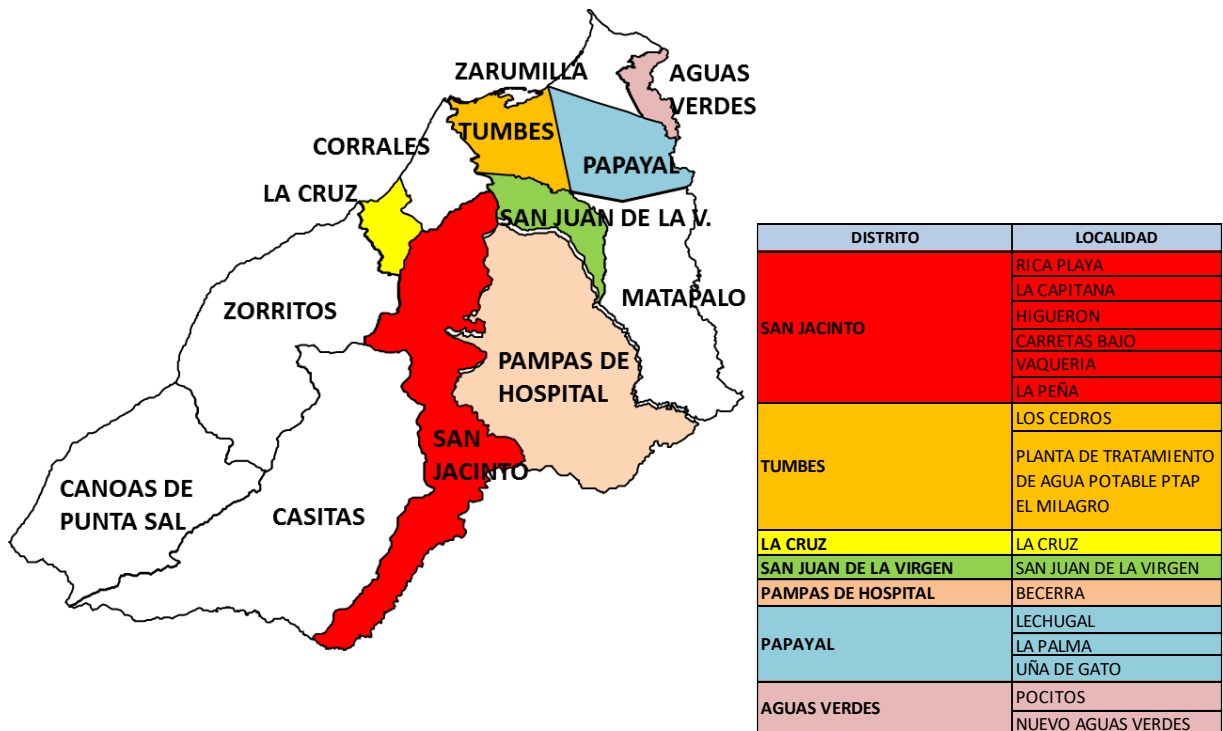 ZARUMILLA
AGUAS
VERDES
CORRALES
TUMBES
PAPAYAL
LA CRUZ
SAN JUAN DE LA V.
ZORRITOS
MATAPALO
PAMPAS DE
HOSPITAL
SAN
JACINTO
CANOAS DE
PUNTA SAL
CASITAS
DISTRITO LOCALIDAD
SAN JACINTO
RICA PLAYA
LA CAPITANA
HIGUERON
CARRETAS BAJO
VAQUERIA
LA PEÑA
TUMBES
LOS CEDROS
PLANTA DE TRATAMIENTO
DE AGUA POTABLE PTAP
EL MILAGRO
LA CRUZ LA CRUZ
SAN JUAN DE LA VIRGEN SAN JUAN DE LA VIRGEN
PAMPAS DE HOSPITAL BECERRA
PAPAYAL
LECHUGAL
LA PALMA
UÑA DE GATO
AGUAS VERDES
POCITOS
NUEVO AGUAS VERDES